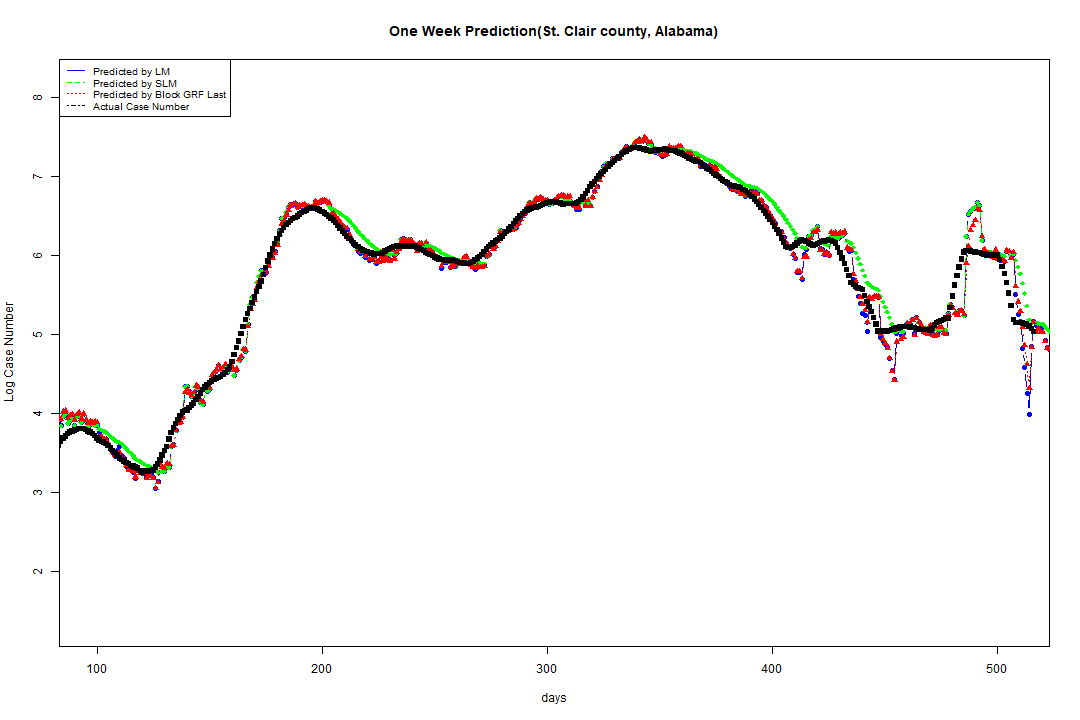 One Week Prediction(St. Clair county, Alabama)
Predicted by LM
Predicted by SLM
Predicted by Block GRF Last
Actual Case Number
8
7
6
5
4
3
2
Log Case Number
100 200 300 400 500
days